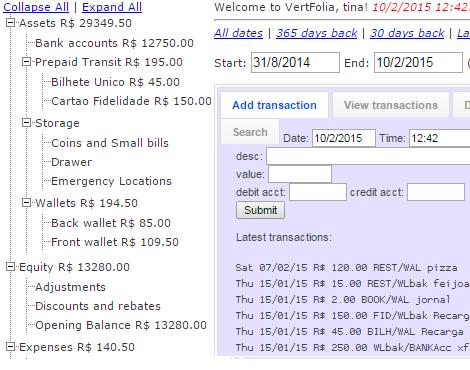 Collapse All | Expand All
Assets R$ 29349.50
Bank accounts R$ 12750.00
Prepaid Transit R$ 195.00
Bilhete Unico R$ 45.00
Cartao Fidelidade R$ 150.00
Storage
Coins and Small bills
Drawer
Emergency Locations
Wallets R$ 194.50
Back wallet R$ 85.00
Front wallet R$ 109.50
Equity R$ 13280.00
Adjustments
Discounts and rebates
Opening Balance R$ 13280.00
Expenses R$ 140.50
Welcome to VertFolia, tina! 10/2/2015 12:42:
All dates | 365 days back | 30 days back | La
Start: 31/8/2014 End: 10/2/2015
Add transaction View transactions D
Search Date: 10/2/2015 Time: 12:42
desc:
value:
debit acct: credit acct:
Submit
Latest transactions:
Sat 07/02/15 R$ 120.00 REST/WAL pizza
Thu 15/01/15 R$ 15.00 REST/WLbak feijoa
Thu 15/01/15 R$ 2.00 BOOK/WAL jornal
Thu 15/01/15 R$ 150.00 FID/WLbak Recarg
Thu 15/01/15 R$ 45.00 BILH/WAL Recarga
Thu 15/01/15 R$ 250.00 WLbak/BANKAcc xf